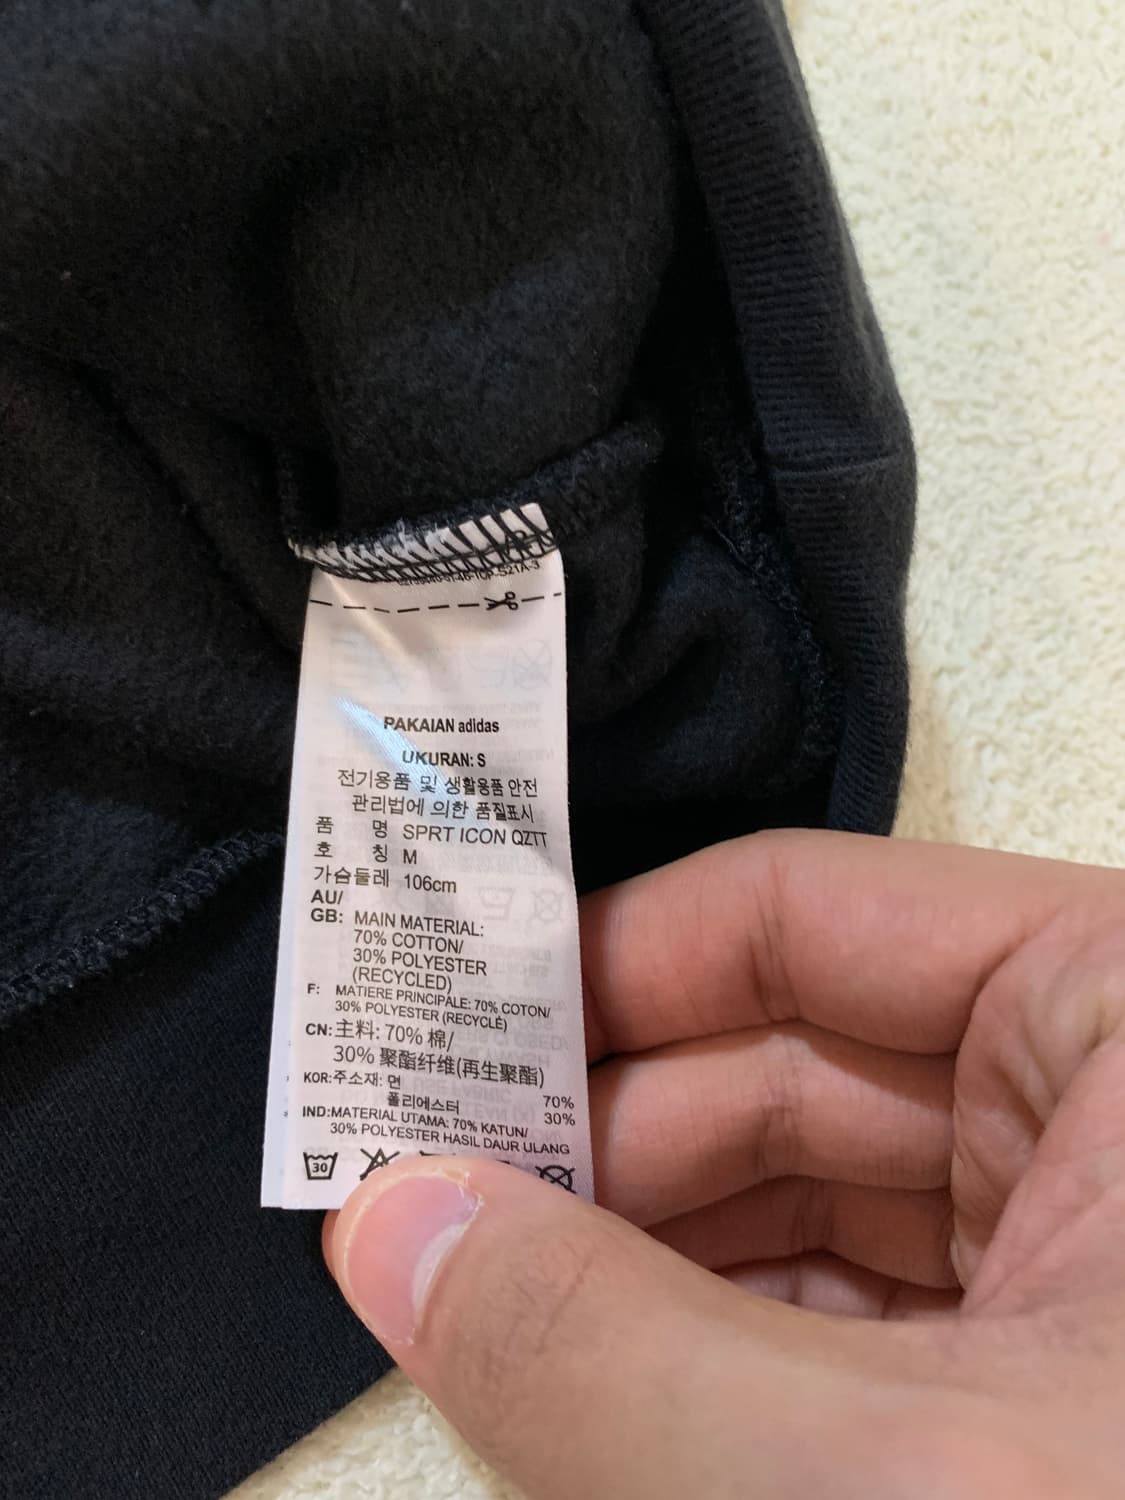 PAKAIAN adidas
UKURAN: S
전기용품 및 생활용품 안전
관리법에 의한 품질표시
품 명 SPRT ICON QZTT
호 칭 M
가슴둘레 106cm
AU/
GB: MAIN MATERIAL:
70% COTTON/
30% POLYESTER
(RECYCLED)
F: MATIERE PRINCIPALE: 70% COTON/
30% POLYESTER (RECYCLÉ)
CN: 主料: 70% 棉/
30% 聚酯纤维(再生聚酯)
KOR:주소재: 면 70%
폴리에스터 30%
IND:MATERIAL UTAMA: 70% KATUN/
30% POLYESTER HASIL DAUR ULANG
30